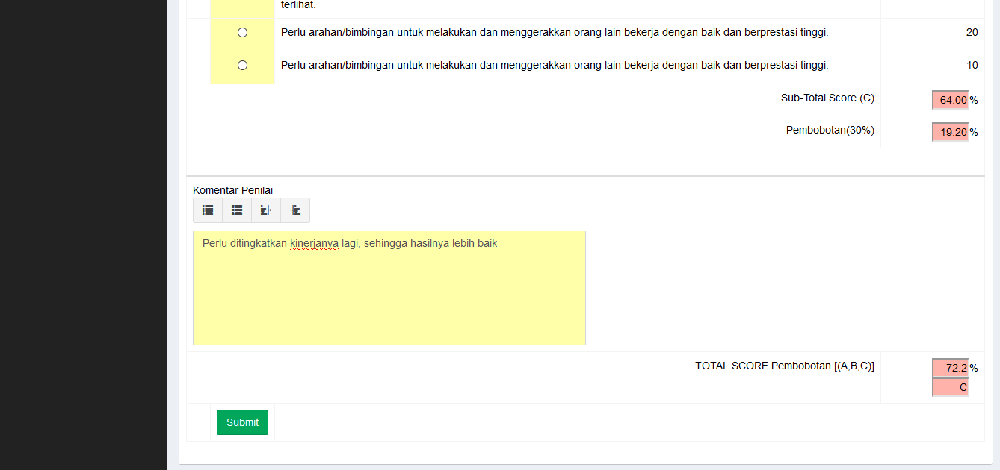 terlihat.
Perlu arahan/bimbingan untuk melakukan dan menggerakkan orang lain bekerja dengan baik dan berprestasi tinggi. 20
Perlu arahan/bimbingan untuk melakukan dan menggerakkan orang lain bekerja dengan baik dan berprestasi tinggi. 10
Sub-Total Score (C) 64.00 %
Pembobotan(30%) 19.20 %
Komentar Penilai
Perlu ditingkatkan kinerjanya lagi, sehingga hasilnya lebih baik
TOTAL SCORE Pembobotan [(A,B,C)] 72.2 %
C
Submit